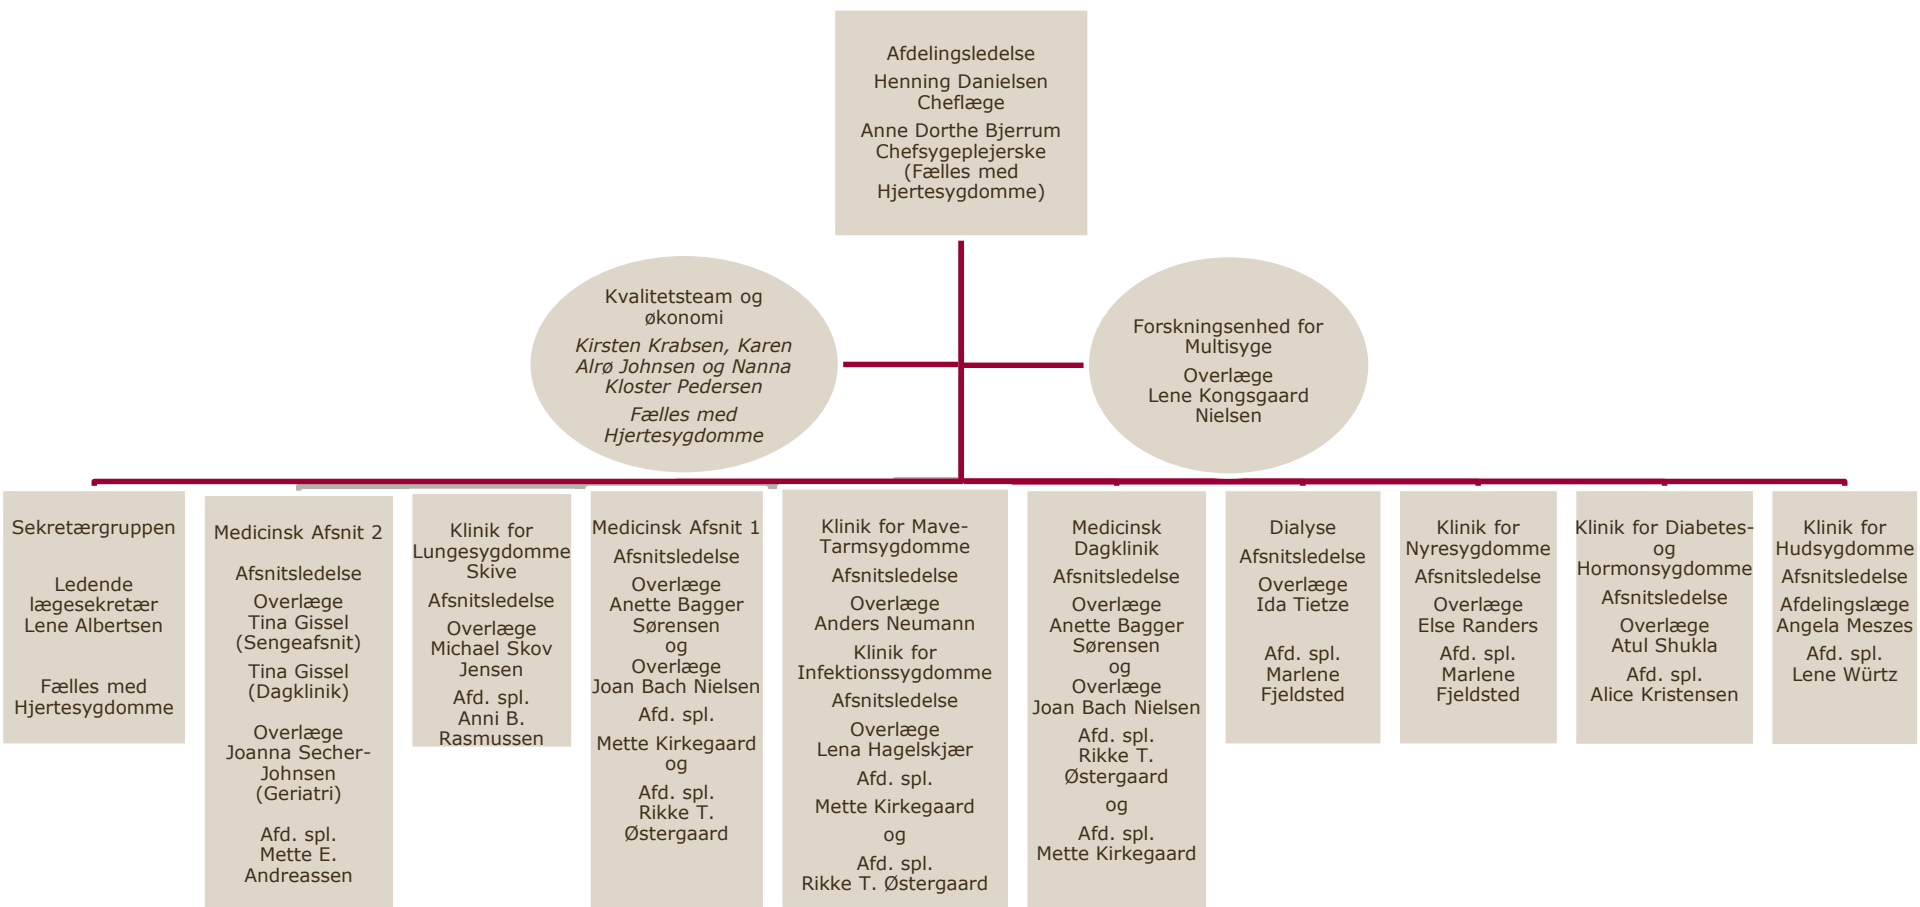 Afdelingsledelse
Henning Danielsen
Cheflæge
Anne Dorthe Bjerrum
Chefsygeplejerske
(Fælles med
Hjertesygdomme)
Kvalitetsteam og
økonomi
Kirsten Krabsen, Karen
Alrø Johnsen og Nanna
Kloster Pedersen
Fælles med
Hjertesygdomme
Forskningsenhed for
Multisyge
Overlæge
Lene Kongsgaard
Nielsen
Sekretærgruppen
Ledende
lægesekretær
Lene Albertsen
Fælles med
Hjertesygdomme
Medicinsk Afsnit 2
Afsnitsledelse
Overlæge
Tina Gissel
(Sengeafsnit)
Tina Gissel
(Dagklinik)
Overlæge
Joanna Secher-
Johnsen
(Geriatri)
Afd. spl.
Mette E.
Andreassen
Klinik for
Lungesygdomme
Skive
Afsnitsledelse
Overlæge
Michael Skov
Jensen
Afd. spl.
Anni B.
Rasmussen
Medicinsk Afsnit 1
Afsnitsledelse
Overlæge
Anette Bagger
Sørensen
og
Overlæge
Joan Bach Nielsen
Afd. spl.
Mette Kirkegaard
og
Afd. spl.
Rikke T.
Østergaard
Klinik for Mave-
Tarmsygdomme
Afsnitsledelse
Overlæge
Anders Neumann
Klinik for
Infektionssygdomme
Afsnitsledelse
Overlæge
Lena Hagelskjær
Afd. spl.
Mette Kirkegaard
og
Afd. spl.
Rikke T. Østergaard
Medicinsk
Dagklinik
Afsnitsledelse
Overlæge
Anette Bagger
Sørensen
og
Overlæge
Joan Bach Nielsen
Afd. spl.
Rikke T.
Østergaard
og
Afd. spl.
Mette Kirkegaard
Dialyse
Afsnitsledelse
Overlæge
Ida Tietze
Afd. spl.
Marlene
Fjeldsted
Klinik for
Nyresygdomme
Afsnitsledelse
Overlæge
Else Randers
Afd. spl.
Marlene
Fjeldsted
Klinik for Diabetes-
og
Hormonsygdomme
Afsnitsledelse
Overlæge
Atul Shukla
Afd. spl.
Alice Kristensen
Klinik for
Hudsygdomme
Afsnitsledelse
Afdelingslæge
Angela Meszes
Afd. spl.
Lene Würtz